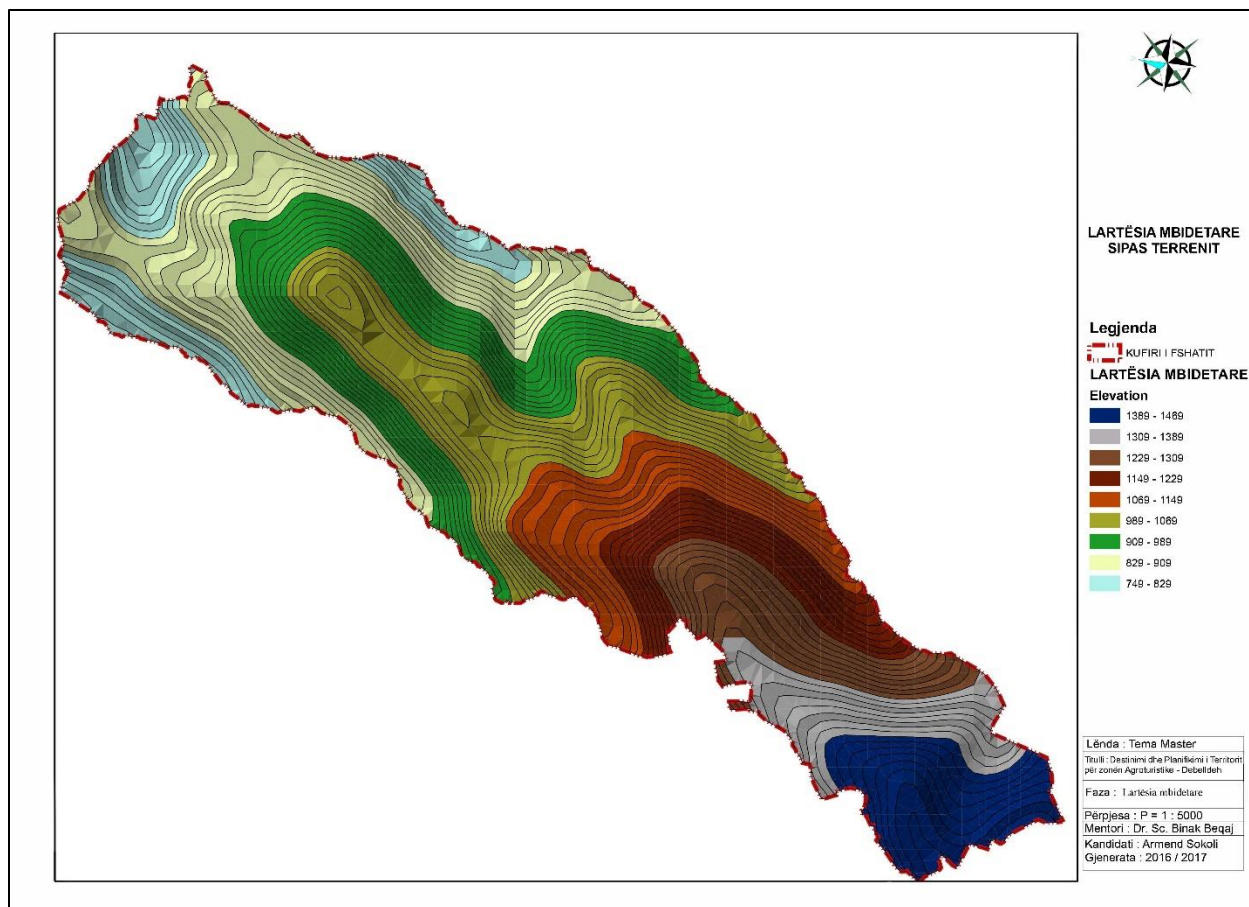 LARTËSIA MBIDETARE
SIPAS TERRENIT
Legjenda
KUFIRI I FSHATIT
LARTËSIA MBIDETARE
Elevation
1389 - 1469
1309 - 1389
1229 - 1309
1149 - 1229
1069 - 1149
989 - 1069
909 - 989
829 - 909
749 - 829
Lënda : Tema Master
Titulli : Destinimi dhe Planifikimi i Territorit
për zonën Agroturistike - Debelldeh
Faza : Lartësia mbidetare
Përpjesa : P = 1 : 5000
Mentori : Dr. Sc. Binak Beqaj
Kandidati : Armend Sokoli
Gjenerata : 2016 / 2017